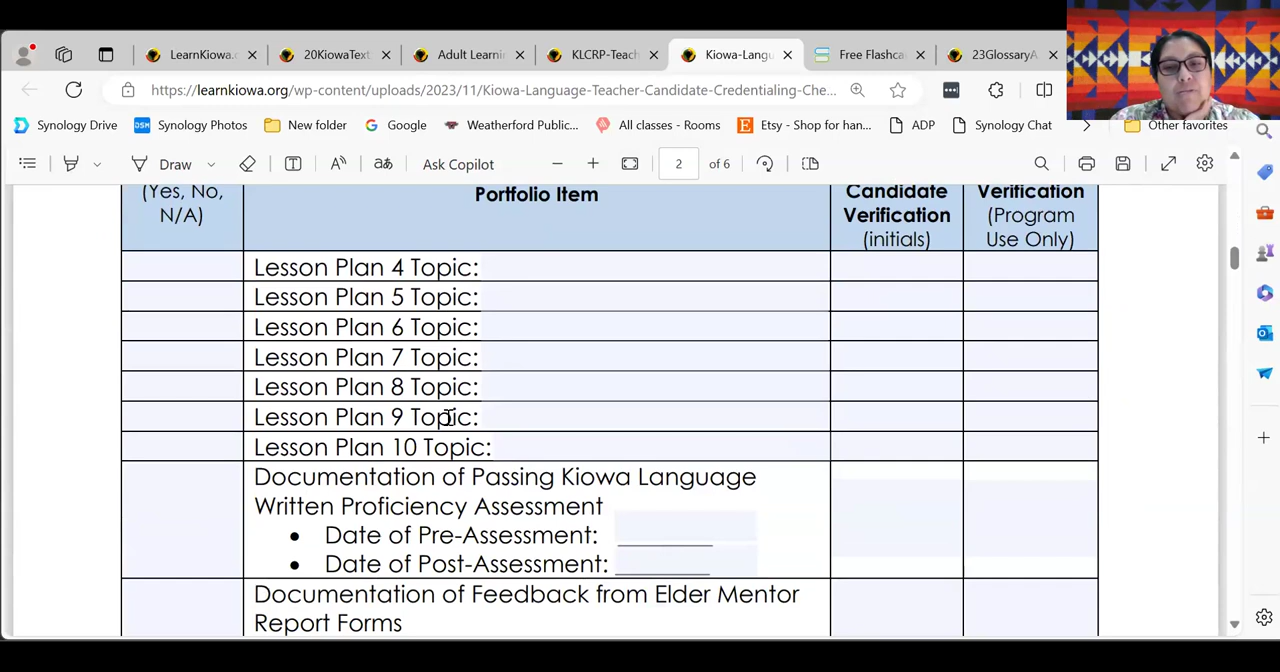 LearnKiowa.c
20KiowaText
Adult Learnin
KLCRP-Teach
Kiowa-Langu
Free Flashca
23GlossaryA
https://learnkiowa.org/wp-content/uploads/2023/11/Kiowa-Language-Teacher-Candidate-Credentialing-Che...
Synology Drive
DSM
Synology Photos
New folder
Google
Weatherford Public...
All classes - Rooms
Etsy - Shop for han...
ADP
Synology Chat
Other favorites
Draw
Ask Copilot
2 of 6
(Yes, No, N/A)
Portfolio Item
Candidate Verification (initials)
Verification (Program Use Only)
Lesson Plan 4 Topic:
Lesson Plan 5 Topic:
Lesson Plan 6 Topic:
Lesson Plan 7 Topic:
Lesson Plan 8 Topic:
Lesson Plan 9 Topic:
Lesson Plan 10 Topic:
Documentation of Passing Kiowa Language
Written Proficiency Assessment
• Date of Pre-Assessment:
• Date of Post-Assessment:
Documentation of Feedback from Elder Mentor
Report Forms